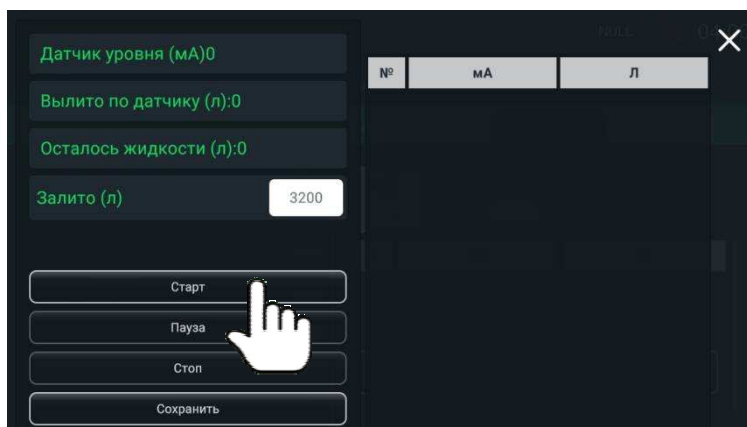 NULL
Датчик уровня (мА)0
№ мА Л
Вылито по датчику (л):0
Осталось жидкости (л):0
Залито (л) 3200
Старт
Пауза
Стоп
Сохранить